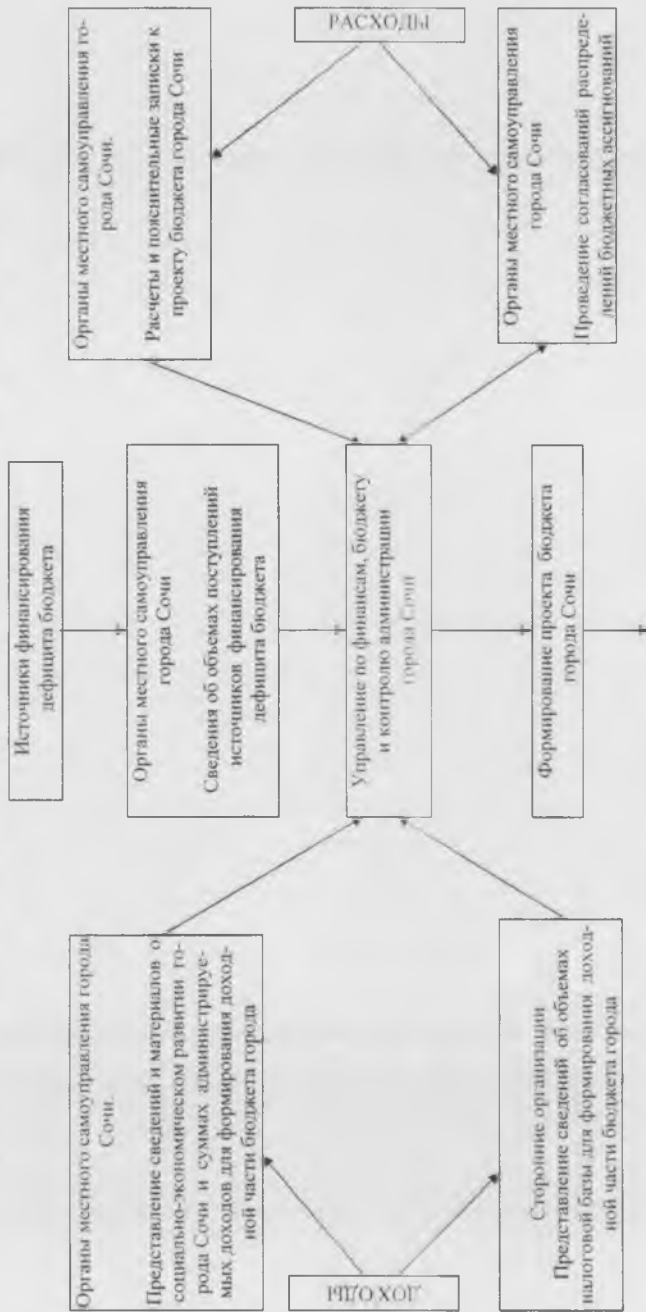 ДОХОДЫ
Органы местного самоуправления города
Сочи.
Представление сведений и материалов о
социально-экономическом развитии го-
рода Сочи и суммах администрируе-
мых доходов для формирования доход-
ной части бюджета города
Сторонние организации
Представление сведений об объемах
налоговой базы для формирования доход-
ной части бюджета города
Источники финансирования
дефицита бюджета
Органы местного самоуправления
города Сочи
Сведения об объемах поступлений
источников финансирования
дефицита бюджета
Управление по финансам, бюджету
и контролю администрации
города Сочи
Формирование проекта бюджета
города Сочи
Органы местного самоуправления го-
рода Сочи.
Расчеты и пояснительные записки к
проекту бюджета города Сочи
РАСХОДЫ
Органы местного самоуправления
города Сочи
Проведение согласований распреде-
лений бюджетных ассигнований